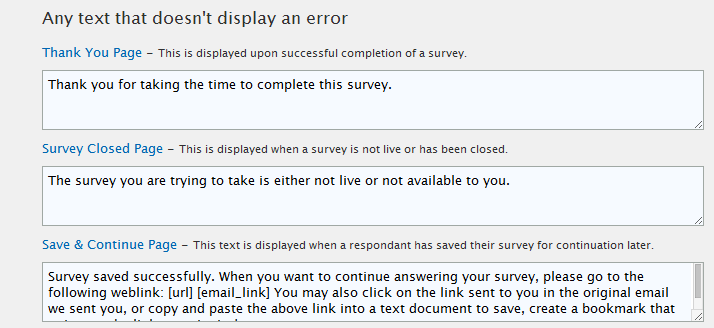 Any text that doesn't display an error
Thank You Page – This is displayed upon successful completion of a survey.
Thank you for taking the time to complete this survey.
Survey Closed Page – This is displayed when a survey is not live or has been closed.
The survey you are trying to take is either not live or not available to you.
Save & Continue Page – This text is displayed when a respondant has saved their survey for continuation later.
Survey saved successfully. When you want to continue answering your survey, please go to the
following weblink: [url] [email_link] You may also click on the link sent to you in the original email
we sent you, or copy and paste the above link into a text document to save, create a bookmark that